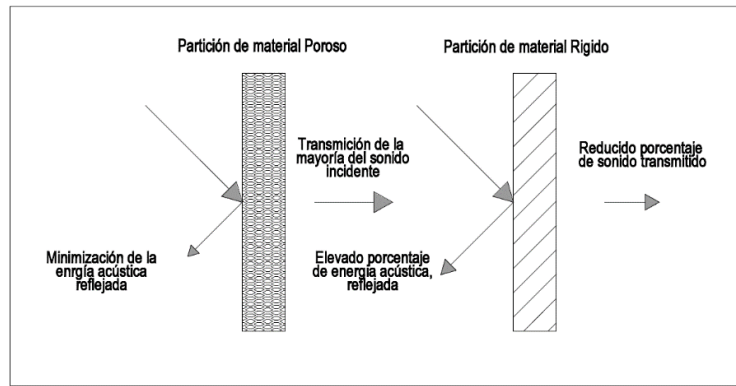 Partición de material Poroso
Partición de material Rigido
Transmición de la
mayoría del sonido
incidente
Reducido porcentaje
de sonido transmitido
Minimización de la
enrgía acústica
reflejada
Elevado porcentaje
de energía acústica,
reflejada